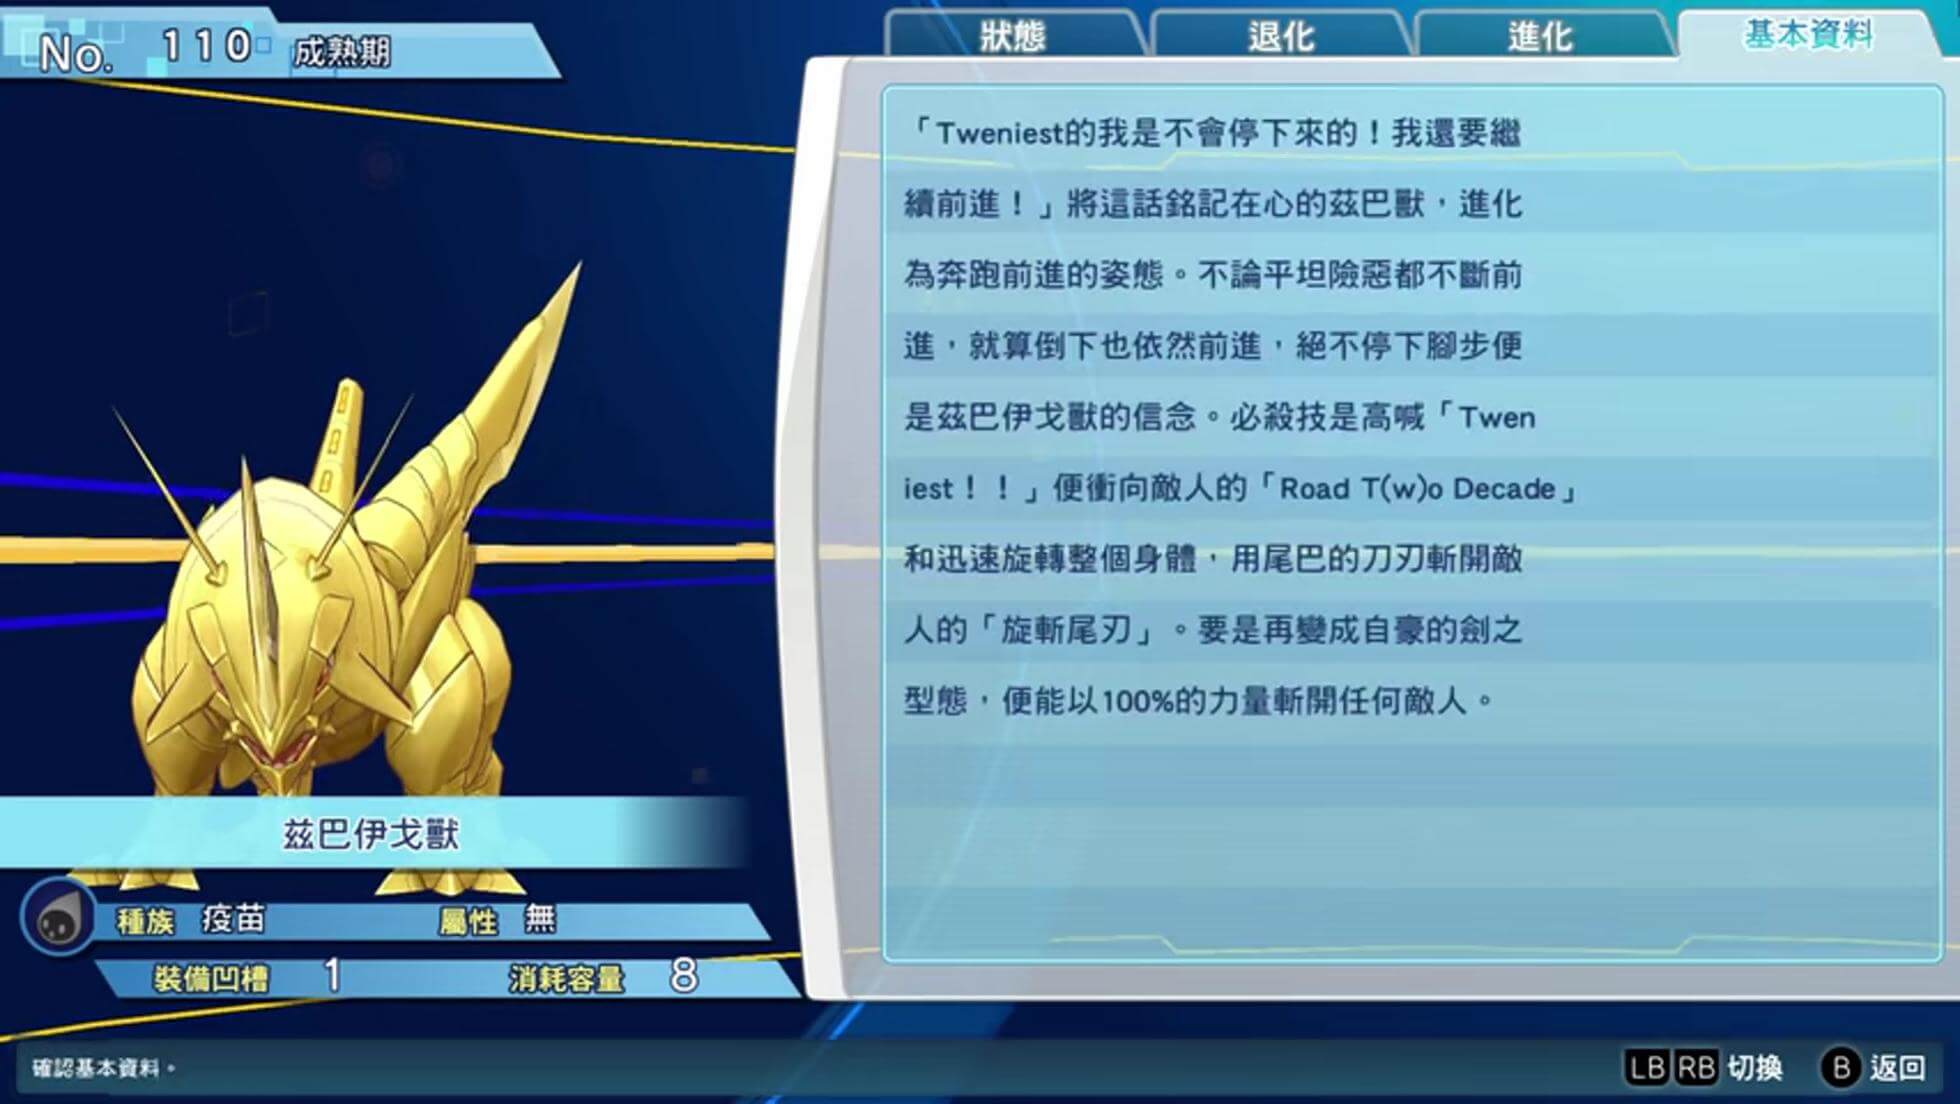 No. 110 成熟期
狀態 退化 進化 基本資料
「Tweniest的我是不會停下來的！我還要繼
續前進！」將這話銘記在心的茲巴獸，進化
為奔跑前進的姿態。不論平坦險惡都不斷前
進，就算倒下也依然前進，絕不停下腳步便
是茲巴伊戈獸的信念。必殺技是高喊「Twen
iest！！」便衝向敵人的「Road T(w)o Decade」
和迅速旋轉整個身體，用尾巴的刀刃斬開敵
人的「旋斬尾刃」。要是再變成自豪的劍之
型態，便能以100%的力量斬開任何敵人。
茲巴伊戈獸
種族 疫苗 屬性 無
裝備凹槽 1 消耗容量 8
確認基本資料。
LB RB 切換 B 返回